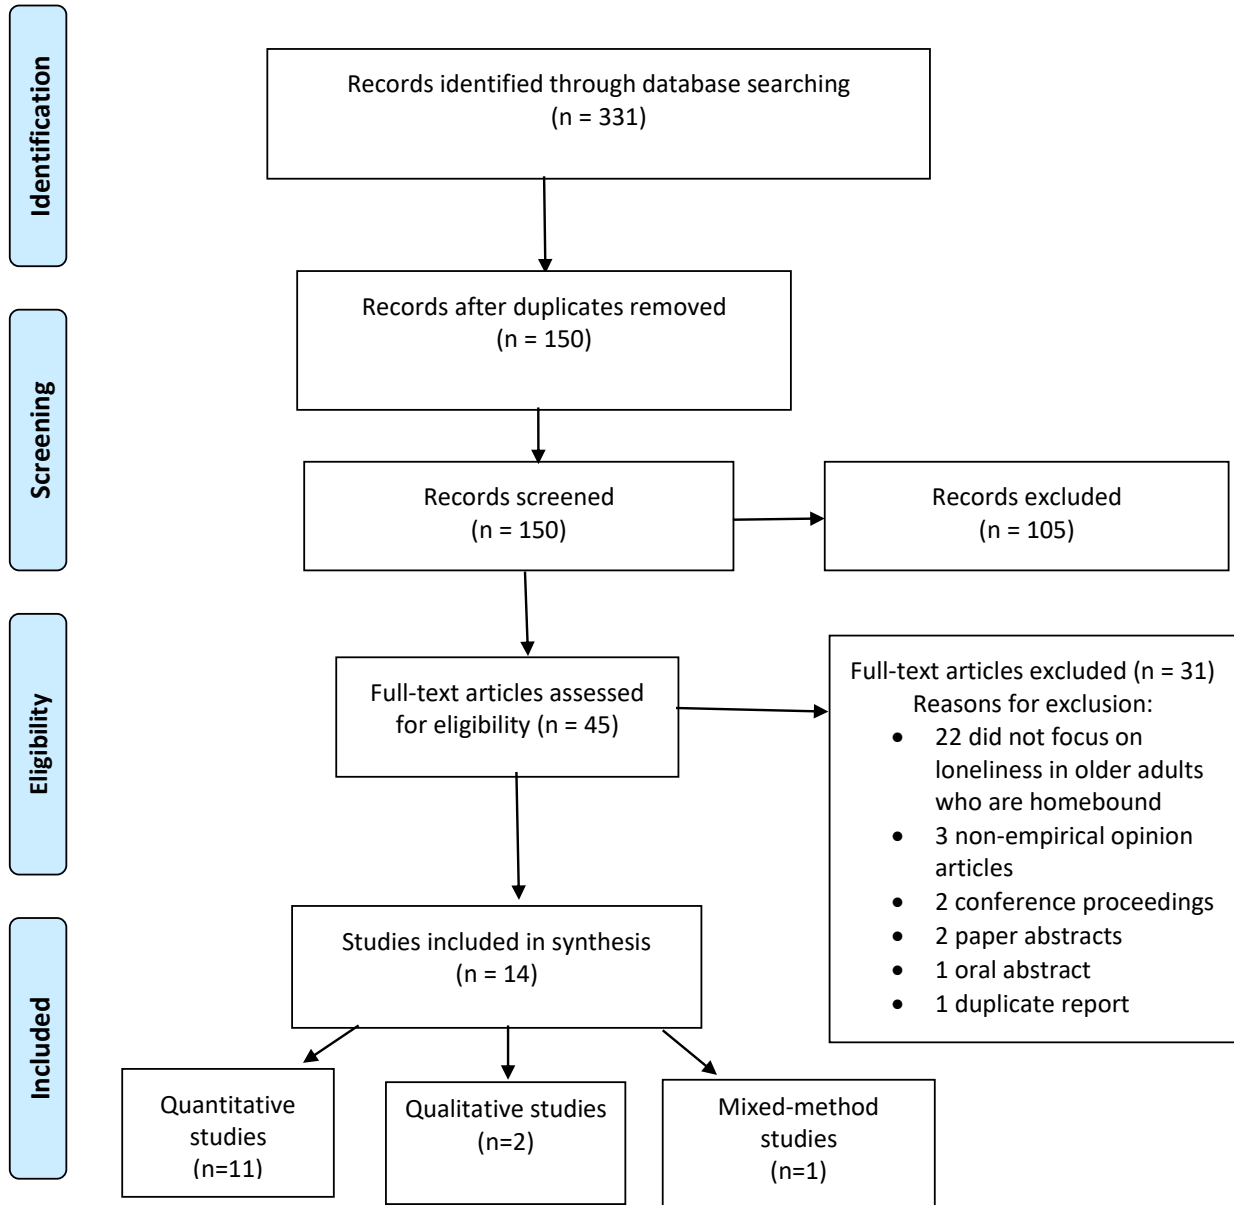 Identification
Records identified through database searching
(n = 331)
Records after duplicates removed
(n = 150)
Screening
Records screened
(n = 150)
Records excluded
(n = 105)
Eligibility
Full-text articles assessed
for eligibility (n = 45)
Full-text articles excluded (n = 31)
Reasons for exclusion:
• 22 did not focus on
loneliness in older adults
who are homebound
• 3 non-empirical opinion
articles
• 2 conference proceedings
• 2 paper abstracts
• 1 oral abstract
• 1 duplicate report
Included
Studies included in synthesis
(n = 14)
Quantitative
studies
(n=11)
Qualitative studies
(n=2)
Mixed-method
studies
(n=1)